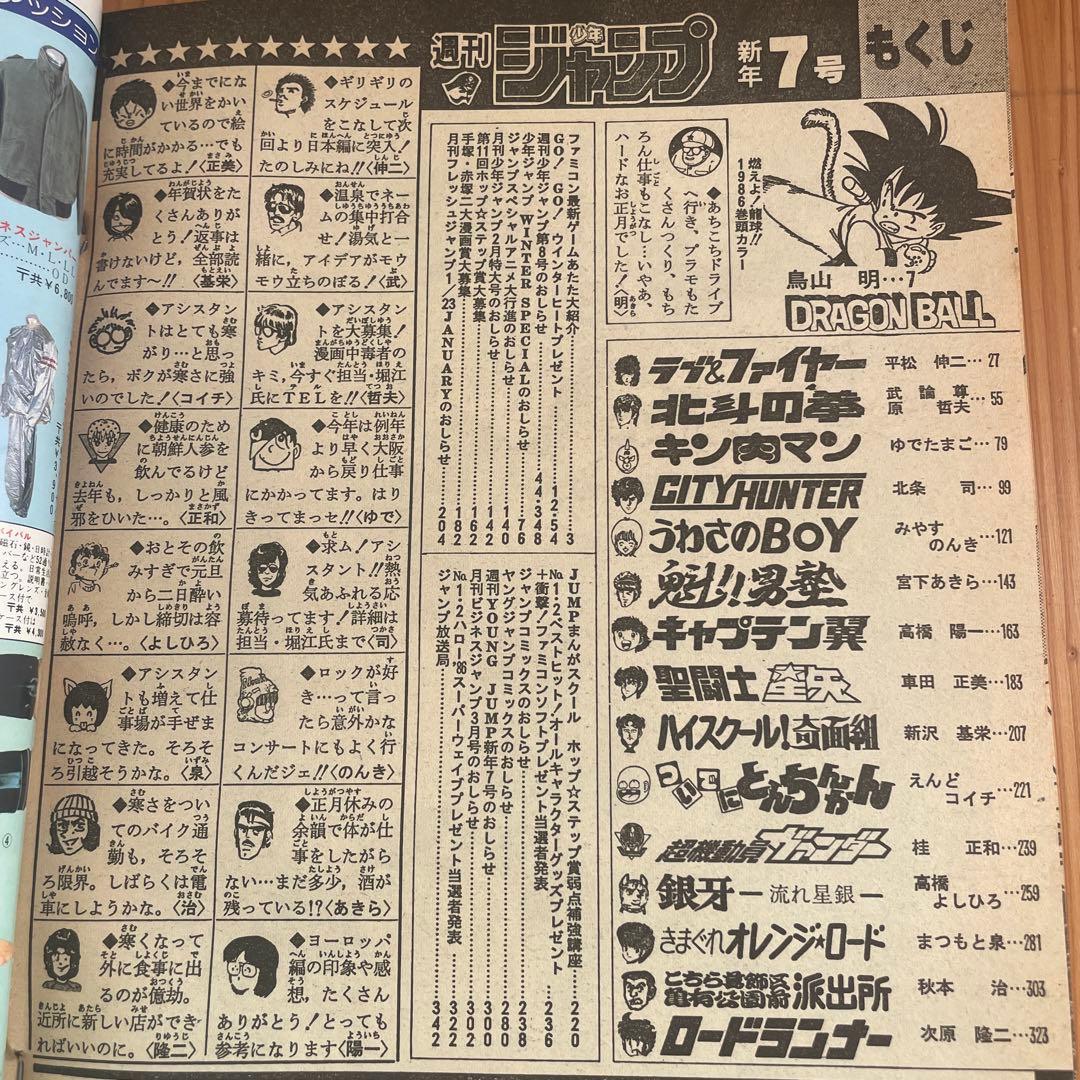 週刊少年ジャンプ
新年7号
もくじ
燃えよ!龍球!!
1986巻頭カラー
鳥山 明…7
DRAGON BALL
◆あちこちドライブ
へ行き、プラモもた
くさんつくり、もち
ろん仕事もこなし…いやあ、
ハードなお正月でした!〈明〉
ラブ&ファイヤー 平松 伸二…27
北斗の拳 武論尊 原哲夫…55
キン肉マン ゆでたまご…79
CITY HUNTER 北条 司…99
うわさのBOY みやすのんき…121
魁!!男塾 宮下あきら…143
キャプテン翼 高橋 陽一…163
聖闘士星矢 車田 正美…183
ハイスクール!奇面組 新沢 基栄…207
ついでにとんちんかん えんどコイチ…221
超機動員ヴァンダー 桂 正和…239
銀牙—流れ星銀— 高橋よしひろ…259
きまぐれオレンジ★ロード まつもと泉…281
こちら葛飾区亀有公園前派出所 秋本 治…303
ロードランナー 次原 隆二…323
ファミコン最新ゲームあたた大紹介…3
GO!GO!ウインターヒットプレゼント…12・54
週刊少年ジャンプ第8号のおしらせ…44・348
少年ジャンプ WINTER SPECIALのおしらせ…76
ジャンプスペシャルアニメ大行進のおしらせ…140
月刊少年ジャンプ2月特大号のおしらせ…142
第11回ホップ☆ステップ賞大募集…162
手塚・赤塚二大漫画賞大募集…182
月刊フレッシュジャンプ・23JANUARYのおしらせ…204
JUMPまんがスクール ホップ☆ステップ賞弱点補強講座…220
No.1・2ベストヒット!オールキャラクターグッズプレゼント
+衝撃!ファミコンソフトプレゼント当選者発表…236
ジャンプコミックスのおしらせ…238
ヤングジャンプコミックスのおしらせ…280
週刊YOUNG JUMP新年7号のおしらせ…300
月刊ビジネスジャンプ3月号のおしらせ…302
No.1・2ハロー'86スーパーウェイブプレゼント当選者発表…322
ジャンプ放送局…342
◆ギリギリの
スケジュール
をこなして次
回より日本編に突入!
たのしみにね!!〈伸二〉
◆今までにな
い世界をかい
ているので絵
に時間がかかる…でも
充実してるよ!〈正美〉
◆温泉でネー
ムの集中打合
せ!湯気と一
緒に、アイデアがモウ
モウ立ちのぼる!〈武〉
◆年賀状をた
くさんありが
とう!返事は
書けないけど、全部読
んでます〜!!〈基栄〉
◆アシスタン
トを大募集!
漫画中毒者の
キミ,今すぐ担当・堀江
氏にTELを!!〈哲夫〉
◆アシスタン
トはとても寒
がり…と思っ
たら,ボクが寒さに強
いのでした!〈コイチ〉
◆今年は例年
より早く大阪
から戻り仕事
にかかってます。はり
きってまっセ!!〈ゆで〉
◆健康のため
に朝鮮人参を
飲んでるけど
去年も,しっかりと風
邪をひいた…。〈正和〉
◆求ム!アシ
スタント!!熱
気あふれる応
募待ってます!詳細は
担当・堀江氏まで〈司〉
◆おとその飲
みすぎで元旦
から二日酔い
嗚呼,しかし締切は容
赦なく…。〈よしひろ〉
◆ロックが好
き…って言っ
たら意外かな
コンサートにもよく行
くんだジェ!!〈のんき〉
◆アシスタン
トも増えて仕
事場が手ぜま
になってきた。そろそ
ろ引越そうかな。〈泉〉
◆正月休みの
余韻で体が仕
事をしたがら
ない…まだ多少,酒が
残っている!?〈あきら〉
◆寒さをつい
てのバイク通
勤も,そろそ
ろ限界。しばらくは電
車にしようかな。〈治〉
◆ヨーロッパ
編の印象や感
想,たくさん
ありがとう!とっても
参考になります〈陽一〉
◆寒くなって
外に食事に出
るのが億劫。
近所に新しい店ができ
ればいいのに。〈隆二〉
ネスジャンパー
ズ…M・L・LL
OD
〒共¥6,800
バイバル